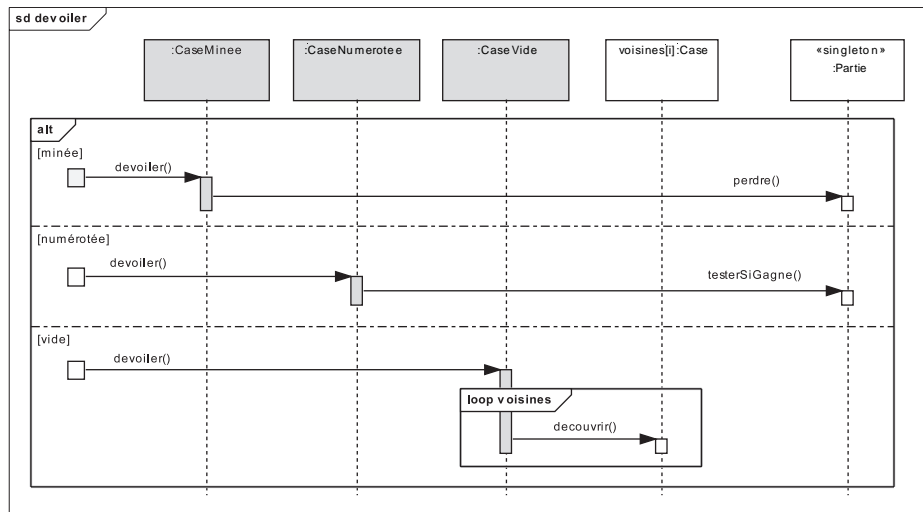 sd devoiler
:CaseMinee
:CaseNumerotee
:CaseVide
voisines[i]:Case
«singleton»
:Partie
alt
[minée]
devoiler()
perdre()
[numérotée]
devoiler()
testerSiGagne()
[vide]
devoiler()
loop voisines
decouvrir()